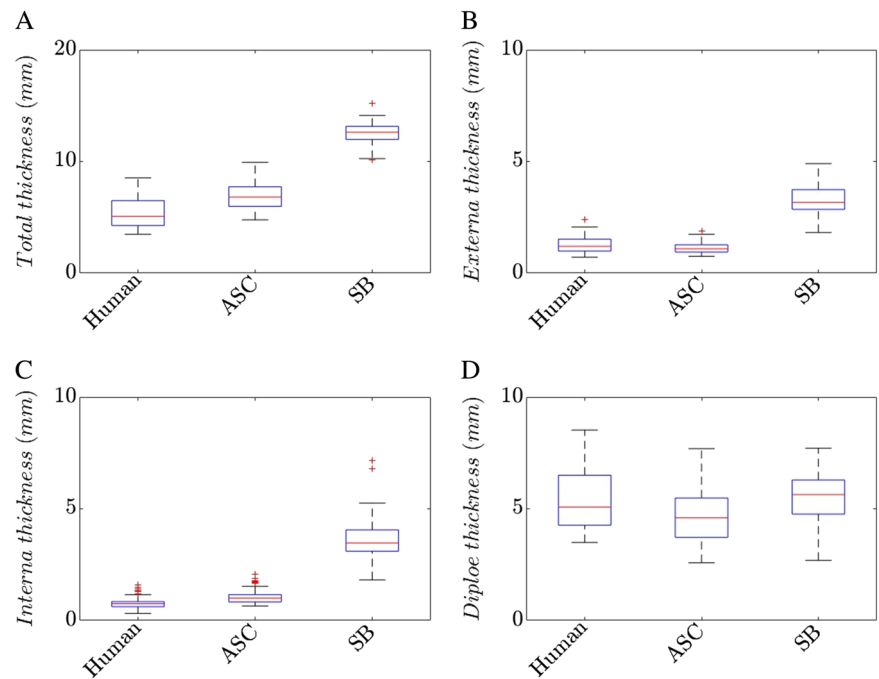 A
Total thickness (mm)
20
10
0
Human
ASC
SB
B
Externa thickness (mm)
10
5
0
Human
ASC
SB
C
Interna thickness (mm)
10
5
0
Human
ASC
SB
D
Diploe thickness (mm)
10
5
0
Human
ASC
SB